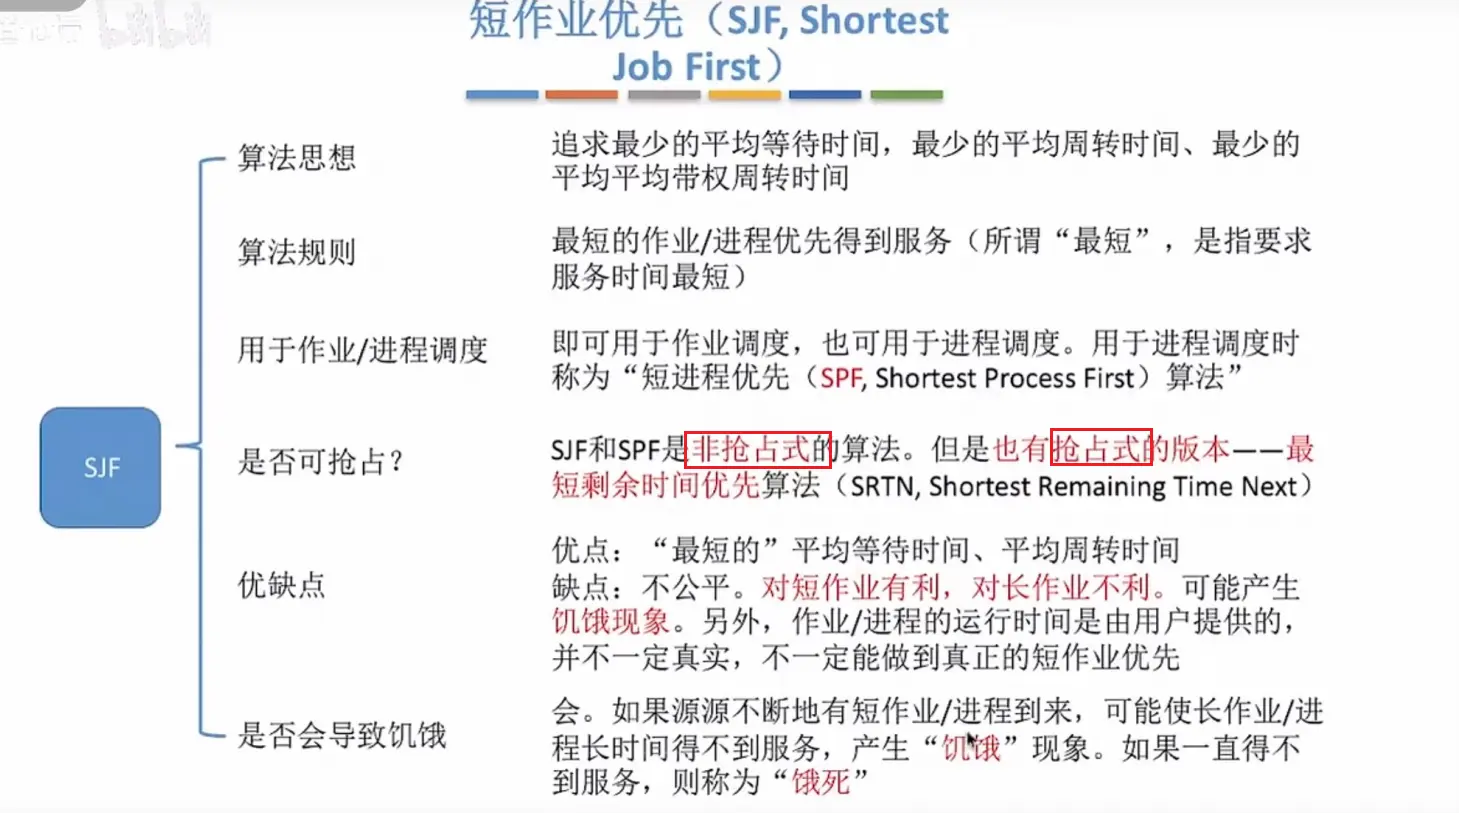 短作业优先（SJF, Shortest
Job First）
算法思想
追求最少的平均等待时间，最少的平均周转时间、最少的
平均平均带权周转时间
算法规则
最短的作业/进程优先得到服务（所谓“最短”，是指要求
服务时间最短）
用于作业/进程调度
即可用于作业调度，也可用于进程调度。用于进程调度时
称为“短进程优先（SPF, Shortest Process First）算法”
SJF
是否可抢占？
SJF和SPF是非抢占式的算法。但是也有抢占式的版本——最
短剩余时间优先算法（SRTN, Shortest Remaining Time Next）
优缺点
优点：“最短的”平均等待时间、平均周转时间
缺点：不公平。对短作业有利，对长作业不利。可能产生
饥饿现象。另外，作业/进程的运行时间是由用户提供的，
并不一定真实，不一定能做到真正的短作业优先
是否会导致饥饿
会。如果源源不断地有短作业/进程到来，可能使长作业/进
程长时间得不到服务，产生“饥饿”现象。如果一直得不
到服务，则称为“饿死”